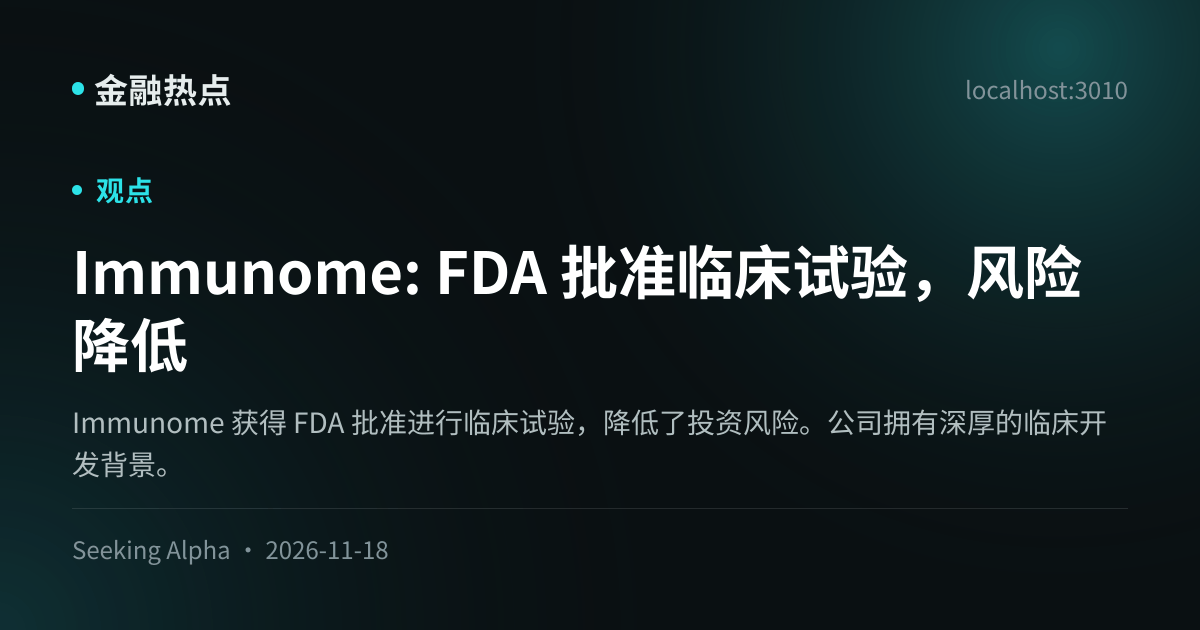 金融热点
localhost:3010
观点
Immunome: FDA 批准临床试验，风险
降低
Immunome 获得 FDA 批准进行临床试验，降低了投资风险。公司拥有深厚的临床开
发背景。
Seeking Alpha · 2026-11-18